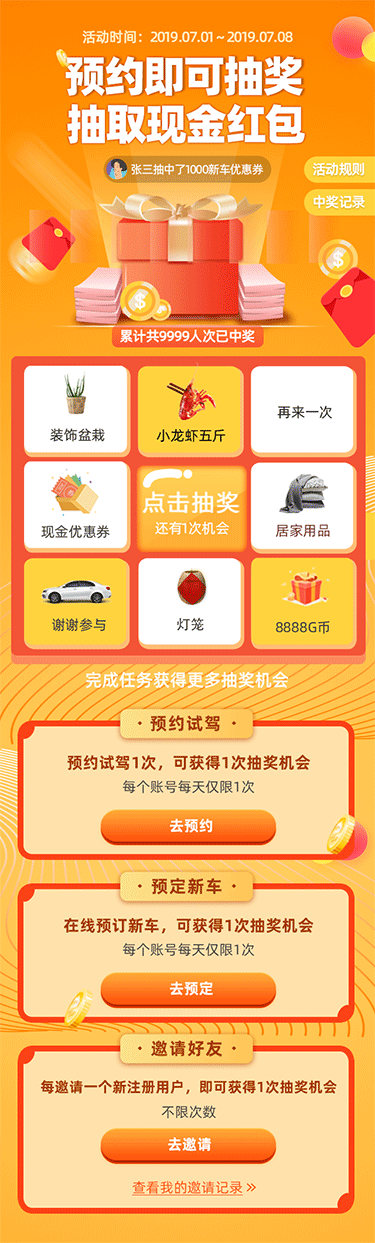 活动时间：2019.07.01～2019.07.08
预约即可抽奖
抽取现金红包
张三抽中了1000新车优惠券
活动规则
中奖记录
累计共9999人次已中奖
装饰盆栽
小龙虾五斤
再来一次
现金优惠券
点击抽奖
还有1次机会
居家用品
谢谢参与
灯笼
8888G币
完成任务获得更多抽奖机会
· 预约试驾 ·
预约试驾1次，可获得1次抽奖机会
每个账号每天仅限1次
去预约
· 预定新车 ·
在线预订新车，可获得1次抽奖机会
每个账号每天仅限1次
去预定
· 邀请好友 ·
每邀请一个新注册用户，即可获得1次抽奖机会
不限次数
去邀请
查看我的邀请记录 »